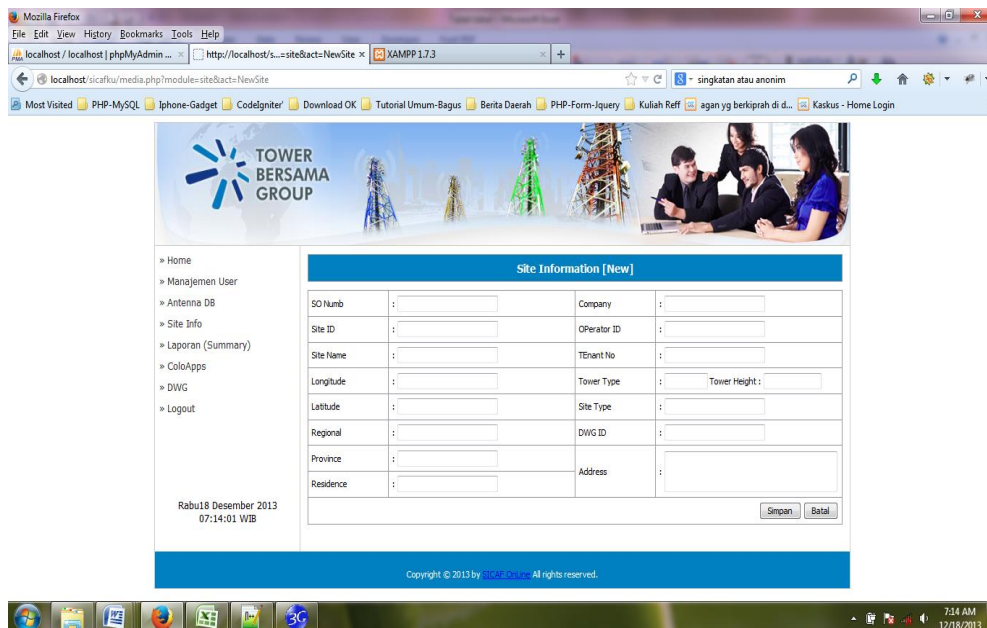 Mozilla Firefox
File Edit View History Bookmarks Tools Help
localhost / localhost | phpMyAdmin ... × http://localhost/s...=site&act=NewSite × XAMPP 1.7.3 × +
localhost/sicafku/media.php?module=site&act=NewSite singkatan atau anonim
Most Visited PHP-MySQL Iphone-Gadget CodeIgniter' Download OK Tutorial Umum-Bagus Berita Daerah PHP-Form-Jquery Kuliah Reff agan yg berkiprah di d... Kaskus - Home Login
TOWER
BERSAMA
GROUP
» Home
» Manajemen User
» Antenna DB
» Site Info
» Laporan (Summary)
» ColoApps
» DWG
» Logout
Rabu18 Desember 2013
07:14:01 WIB
Site Information [New]
SO Numb : Company :
Site ID : OPerator ID :
Site Name : TEnant No :
Longitude : Tower Type : Tower Height :
Latitude : Site Type :
Regional : DWG ID :
Province :
Address :
Residence :
Simpan Batal
Copyright © 2013 by SICAF OnLine All rights reserved.
3G
7:14 AM
12/18/2013